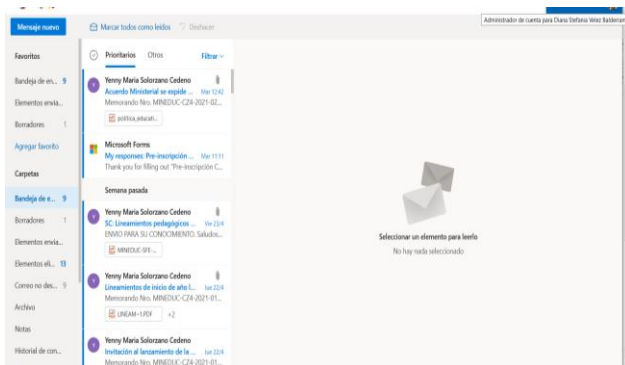 Mensaje nuevo
Marcar todos como leídos
Deshacer
Administrador de cuenta para Diana Stefania Velez Balderram
Favoritos
Bandeja de en... 9
Elementos envia...
Borradores 1
Agregar favorito
Carpetas
Bandeja de e... 9
Borradores 1
Elementos envia...
Elementos eli... 13
Correo no des... 9
Archivo
Notas
Historial de con...
Prioritarios Otros Filtrar
Yenny Maria Solorzano Cedeno
Acuerdo Ministerial se expide ... Mar 12:42
Memorando Nro. MINEDUC-CZ4-2021-02...
política_educati...
Microsoft Forms
My responses: Pre-inscripción ... Mar 11:11
Thank you for filling out "Pre-inscripción C...
Semana pasada
Yenny Maria Solorzano Cedeno
SC: Lineamientos pedagógicos ... Vie 23/4
ENVIO PARA SU CONOCIMIENTO. Saludos...
MINEDUC-SFE-...
Yenny Maria Solorzano Cedeno
Lineamientos de inicio de año l... Jue 22/4
Memorando Nro. MINEDUC-CZ4-2021-01...
LINEAM~1.PDF +2
Yenny Maria Solorzano Cedeno
Invitación al lanzamiento de la ... Jue 22/4
Memorando Nro. MINEDUC-CZ4-2021-01...
Seleccionar un elemento para leerlo
No hay nada seleccionado